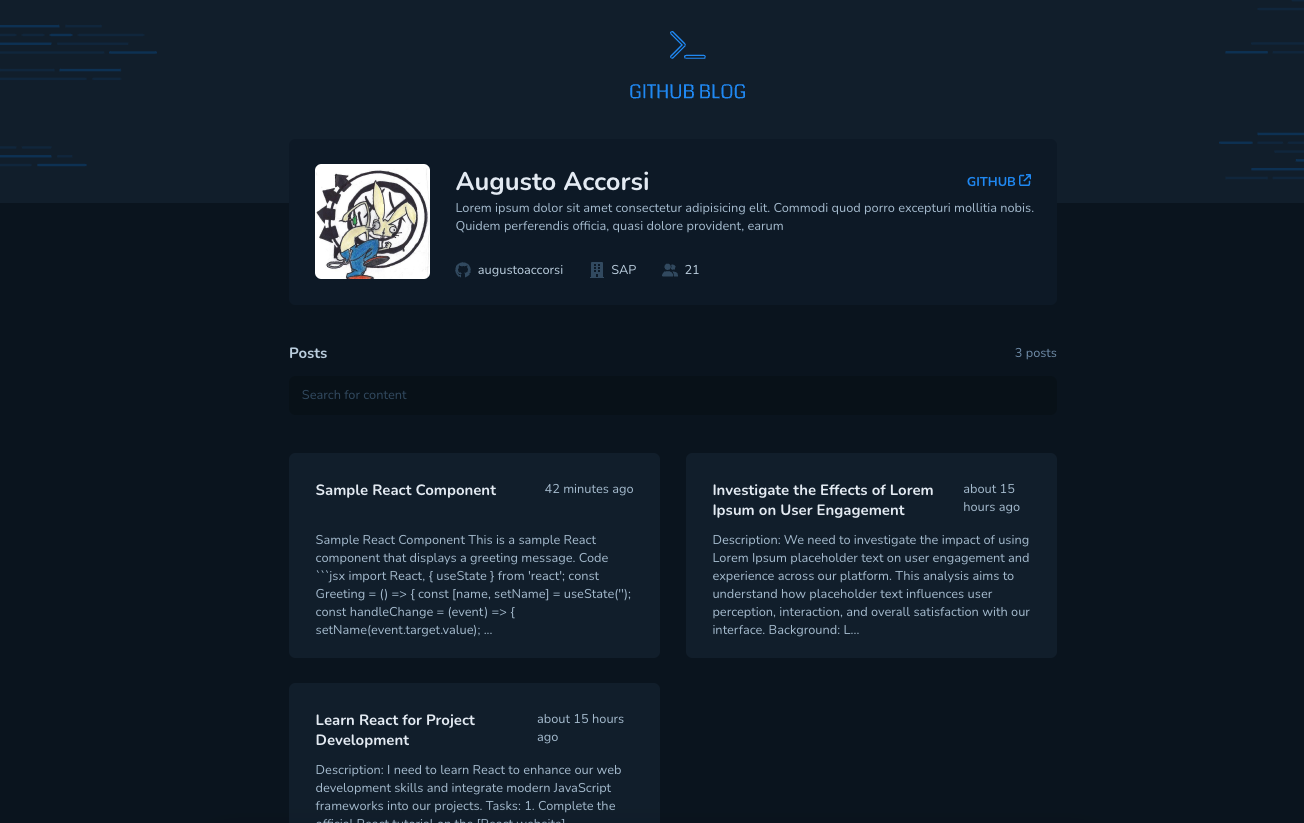 GITHUB BLOG
Augusto Accorsi
GITHUB
Lorem ipsum dolor sit amet consectetur adipisicing elit. Commodi quod porro excepturi mollitia nobis.
Quidem perferendis officia, quasi dolore provident, earum
augustoaccorsi SAP 21
Posts 3 posts
Search for content
Sample React Component 42 minutes ago
Sample React Component This is a sample React
component that displays a greeting message. Code
```jsx import React, { useState } from 'react'; const
Greeting = () => { const [name, setName] = useState('');
const handleChange = (event) => {
setName(event.target.value); ...
Investigate the Effects of Lorem
Ipsum on User Engagement
about 15
hours ago
Description: We need to investigate the impact of using
Lorem Ipsum placeholder text on user engagement and
experience across our platform. This analysis aims to
understand how placeholder text influences user
perception, interaction, and overall satisfaction with our
interface. Background: L...
Learn React for Project
Development
about 15 hours
ago
Description: I need to learn React to enhance our web
development skills and integrate modern JavaScript
frameworks into our projects. Tasks: 1. Complete the
official React tutorial on the [React website]